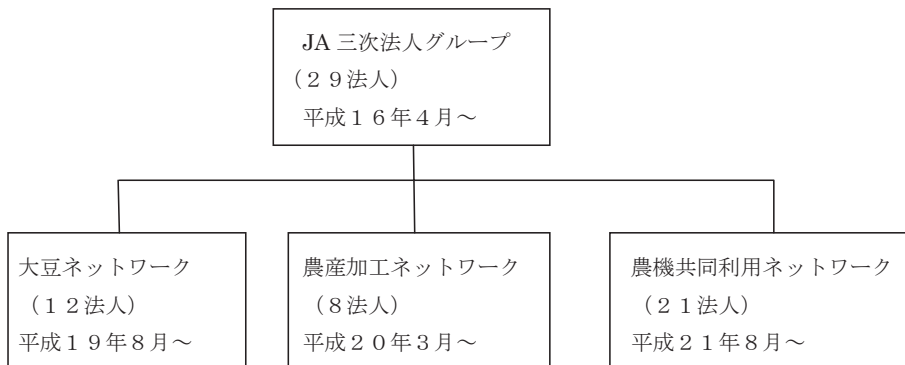 JA 三次法人グループ
（２９法人）
平成１６年４月～
大豆ネットワーク
（１２法人）
平成１９年８月～
農産加工ネットワーク
（８法人）
平成２０年３月～
農機共同利用ネットワーク
（２１法人）
平成２１年８月～